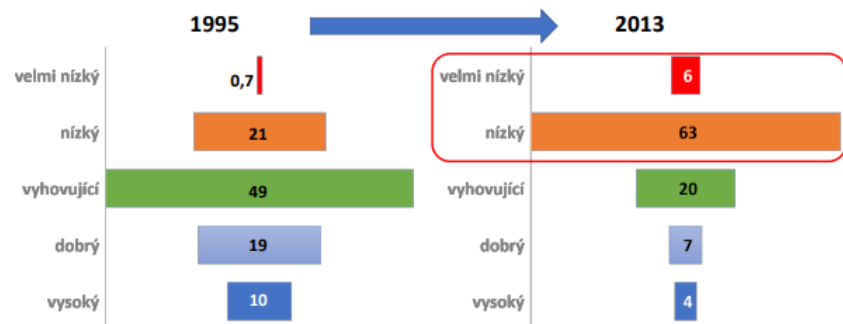 1995 2013
velmi nízký 0,7 velmi nízký 6
nízký 21 nízký 63
vyhovující 49 vyhovující 20
dobrý 19 dobrý 7
vysoký 10 vysoký 4